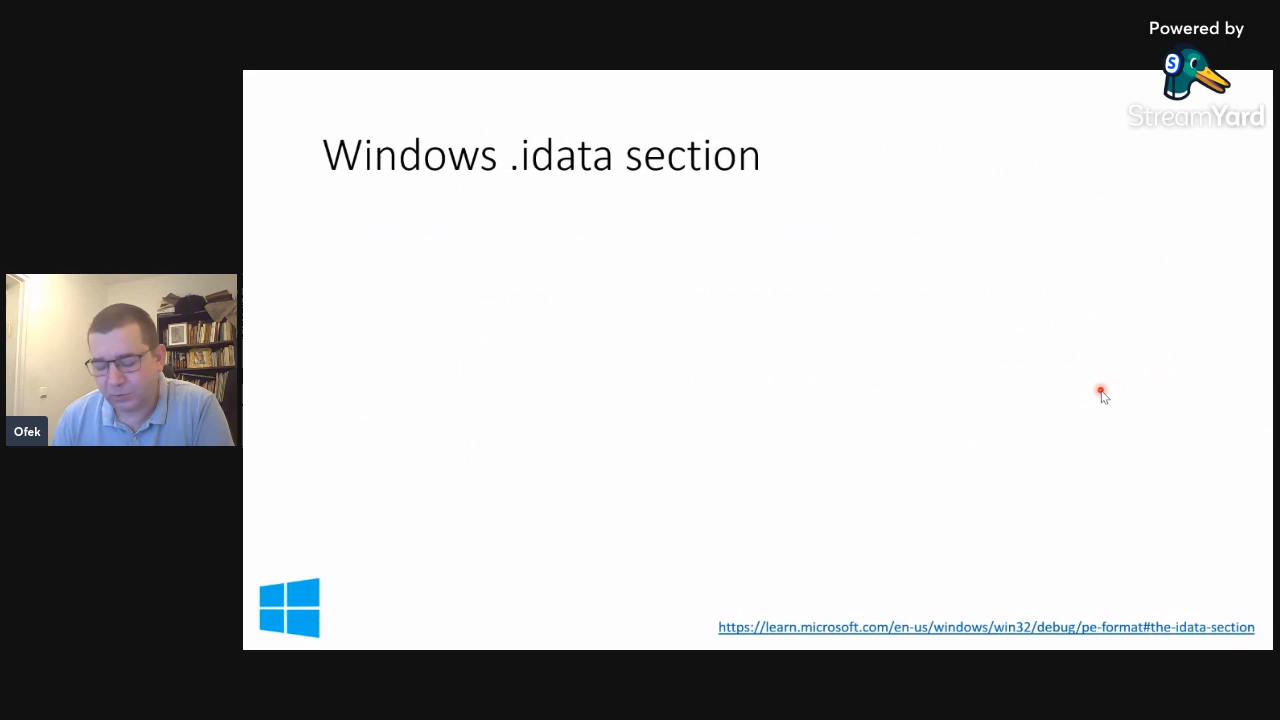 Powered by
S
StreamYard
Windows .idata section
Ofek
https://learn.microsoft.com/en-us/windows/win32/debug/pe-format#the-idata-section